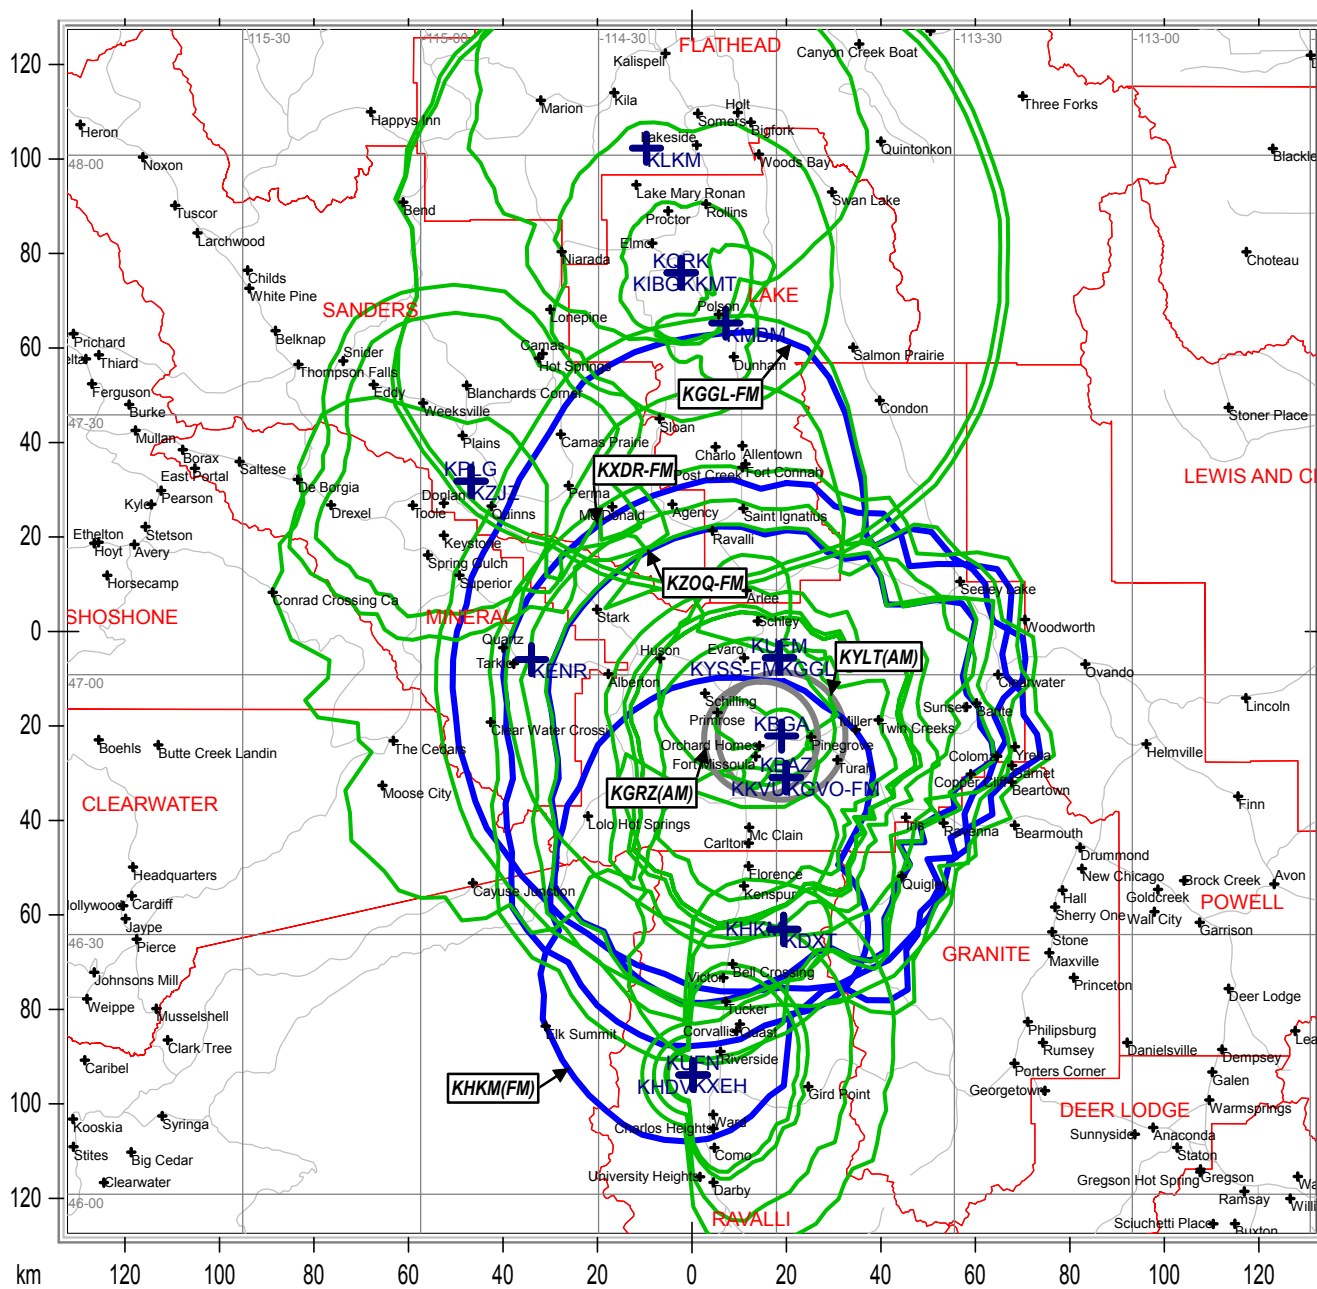 FLATHEAD
-115-30
-115-00
-114-30
-113-30
-113-00
Canyon Creek Boat
Kalispell
120
Marion
Kila
Holt
Three Forks
Happys Inn
Somers
Bigfork
Heron
Lakeside
Quintonkon
100
48-00
Noxon
KLKM
Woods Bay
Blackle
Lake Mary Ronan
Swan Lake
Bend
Rollins
Tuscor
Proctor
Larchwood
Elmo
80
Niarada
KQRK
Choteau
Childs
KIBG
KKMT
White Pine
LAKE
SANDERS
Lonepine
Polson
Prichard
Belknap
KMBM
60
Snider
Camas
Salmon Prairie
Thiard
Thompson Falls
Hot Springs
Dunham
Ferguson
Eddy
Blanchards Corner
KGGL-FM
Burke
Weeksville
Condon
Stoner Place
47-30
Sloan
Mullan
Plains
Camas Prairie
40
Borax
Charlo
Allentown
East Portal
Saltese
KXDR-FM
Post Creek
Fort Connah
LEWIS AND CL
Pearson
De Borgia
KPLG
Donlan
KZJZ
Perma
Kyle
Drexel
Toole
Quinns
McDonald
Agency
Saint Ignatius
Stetson
Ethelton
Keystone
Ravalli
20
Hoyt
Avery
Spring Gulch
Horsecamp
Superior
KZOQ-FM
Seeley Lake
Conrad Crossing Ca
Arlee
SHOSHONE
MINERAL
Stark
Schley
Woodworth
0
Quartz
Huson
Evaro
KUFM
KYLT(AM)
Tarkio
KENR
KYSS-FM
KGGL
Ovando
47-00
Alberton
Clearwater
Schilling
Sunset
Barite
Lincoln
Primrose
KBGA
Miller
Twin Creeks
20
Boehls
Butte Creek Landin
The Cedars
Clear Water Crossi
Orchard Homes
Pinegrove
Coloma
Yreka
Helmville
Fort Missoula
KBAZ
Turah
Garnet
Moose City
KGRZ(AM)
KKVU
KGVO-FM
Copper Cliff
Beartown
CLEARWATER
Finn
40
Lolo Hot Springs
Mc Clain
Iris
Ravenna
Bearmouth
Carlton
Drummond
Headquarters
Florence
New Chicago
Brock Creek
Avon
Cayuse Junction
Kenspur
Quigley
Hall
Goldcreek
Cardiff
POWELL
Hollywood
Sherry One
Wall City
60
Jaype
Garrison
Pierce
KHKM
KDXT
Stone
46-30
GRANITE
Maxville
Johnsons Mill
Victor
Bell Crossing
Princeton
Deer Lodge
Weippe
Tucker
80
Musselshell
Corvallis
Quast
Philipsburg
Elk Summit
Clark Tree
Rumsey
Danielsville
Dempsey
Caribel
Riverside
Porters Corner
KUFN
Galen
KHKM(FM)
KHDV
KXEH
Gird Point
Georgetown
Warmsprings
100
DEER LODGE
Kooskia
Syringa
Ward
Charlos Heights
Sunnyside
Anaconda
Stites
Big Cedar
Como
Staton
University Heights
Gregson Hot Spring
Gregson
Clearwater
Darby
Ramsay
120
46-00
RAVALLI
Sciuchetti Place
Buxton
km
120
100
80
60
40
20
0
20
40
60
80
100
120